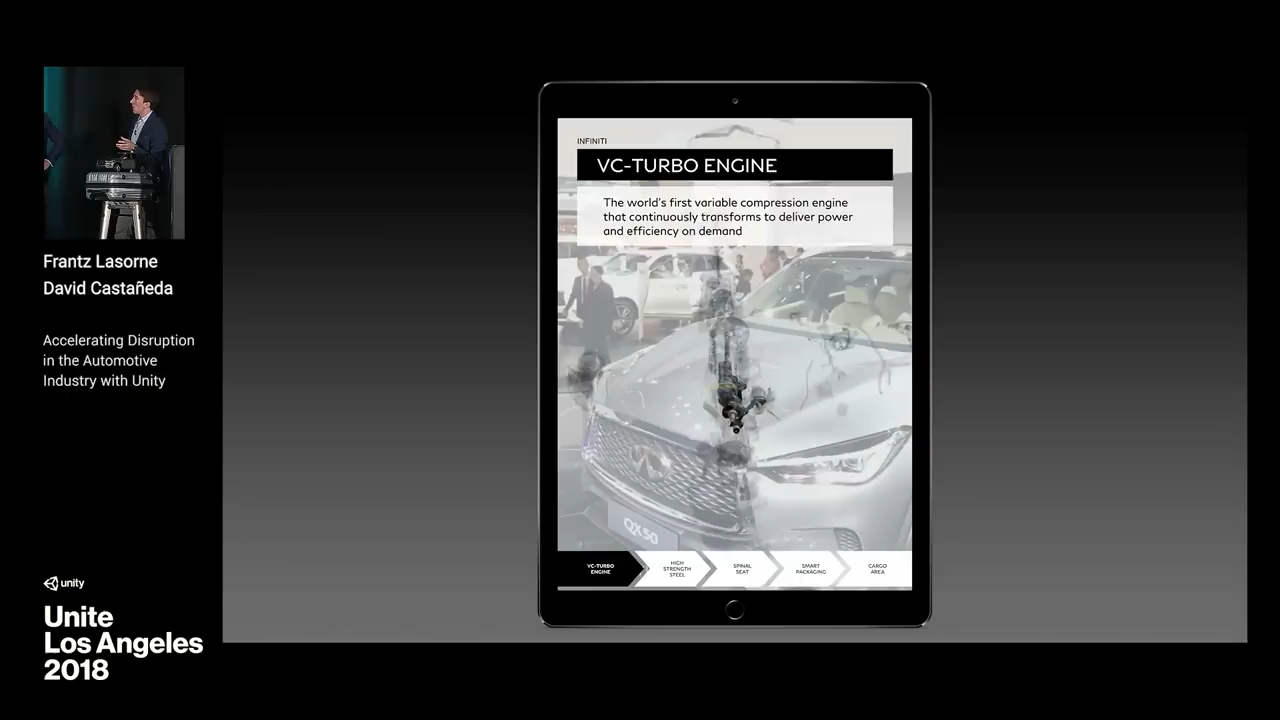 Frantz Lasorne
David Castañeda
Accelerating Disruption
in the Automotive
Industry with Unity
unity
Unite
Los Angeles
2018
INFINITI
VC-TURBO ENGINE
The world's first variable compression engine
that continuously transforms to deliver power
and efficiency on demand
QX50
VC-TURBO
ENGINE
HIGH
STRENGTH
STEEL
SPINAL
SEAT
SMART
PACKAGING
CARGO
AREA